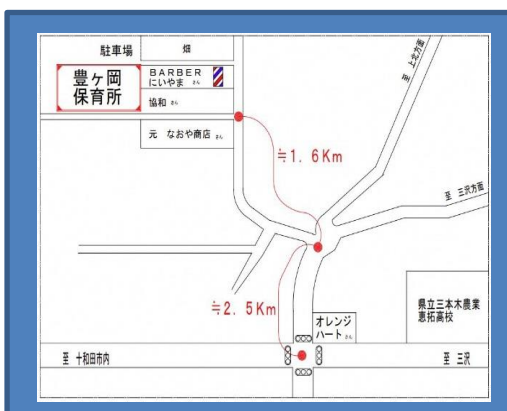 駐車場
畑
豊ヶ岡
保育所
BARBER
にいやま さん
協和 さん
元 なおや商店 さん
至 上北方面
≒1.6Km
至 三沢方面
≒2.5Km
オレンジ
ハート さん
県立三本木農業
恵拓高校
至 十和田市内
至 三沢